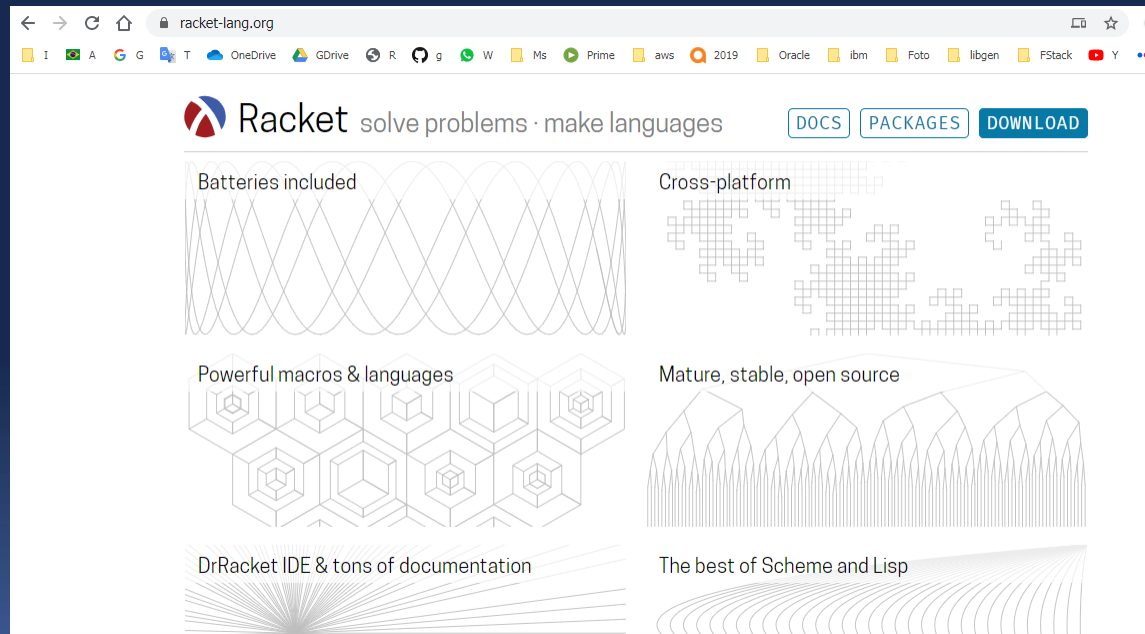 racket-lang.org
I A G G T OneDrive GDrive R g W Ms Prime aws 2019 Oracle ibm Foto libgen FStack Y
Racket solve problems · make languages DOCS PACKAGES DOWNLOAD
Batteries included Cross-platform
Powerful macros & languages Mature, stable, open source
DrRacket IDE & tons of documentation The best of Scheme and Lisp